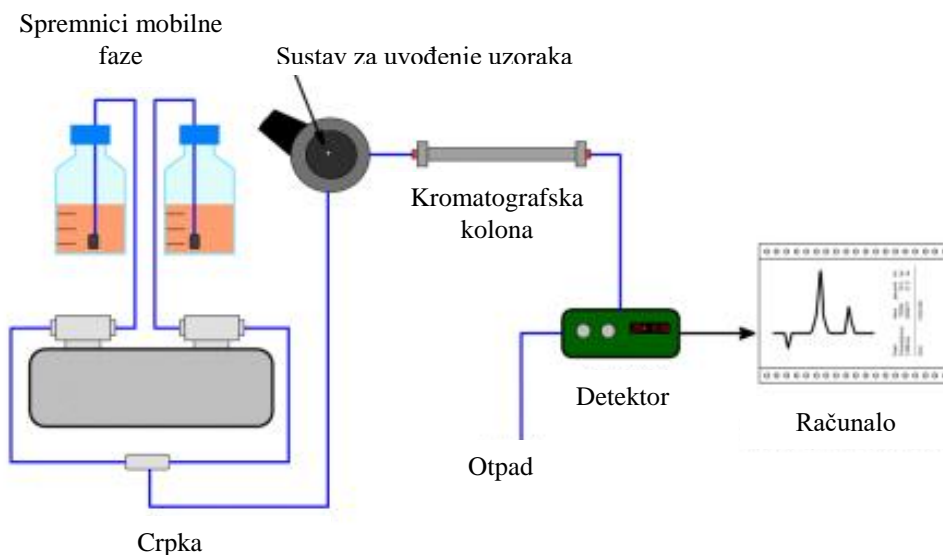 Spremnici mobilne
faze
Sustav za uvođenje uzoraka
Kromatografska
kolona
Detektor
Računalo
Otpad
Crpka